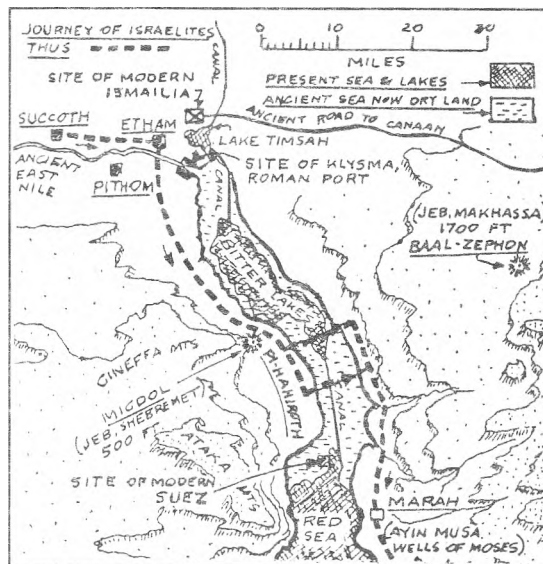 JOURNEY OF ISRAELITES
THUS
CANAL
0 10 20 30
MILES
SITE OF MODERN
ISMAILIA
PRESENT SEA & LAKES
ANCIENT SEA NOW DRY LAND
ANCIENT ROAD TO CANAAN
SUCCOTH
ETHAM
LAKE TIMSAH
ANCIENT
EAST
NILE
PITHOM
SITE OF KLYSMA,
ROMAN PORT
CANAL
(JEB, MAKHASSA)
1700 FT
BAAL-ZEPHON
BITTER LAKES
GINEFFA MTS
MIGDOL
(JEB, SHEBREMET)
500 FT
PI-HAHIROTH
CANAL
ATAKA
MTS
SITE OF MODERN
SUEZ
RED
SEA
MARAH
(AYIN MUSA
WELLS OF MOSES)